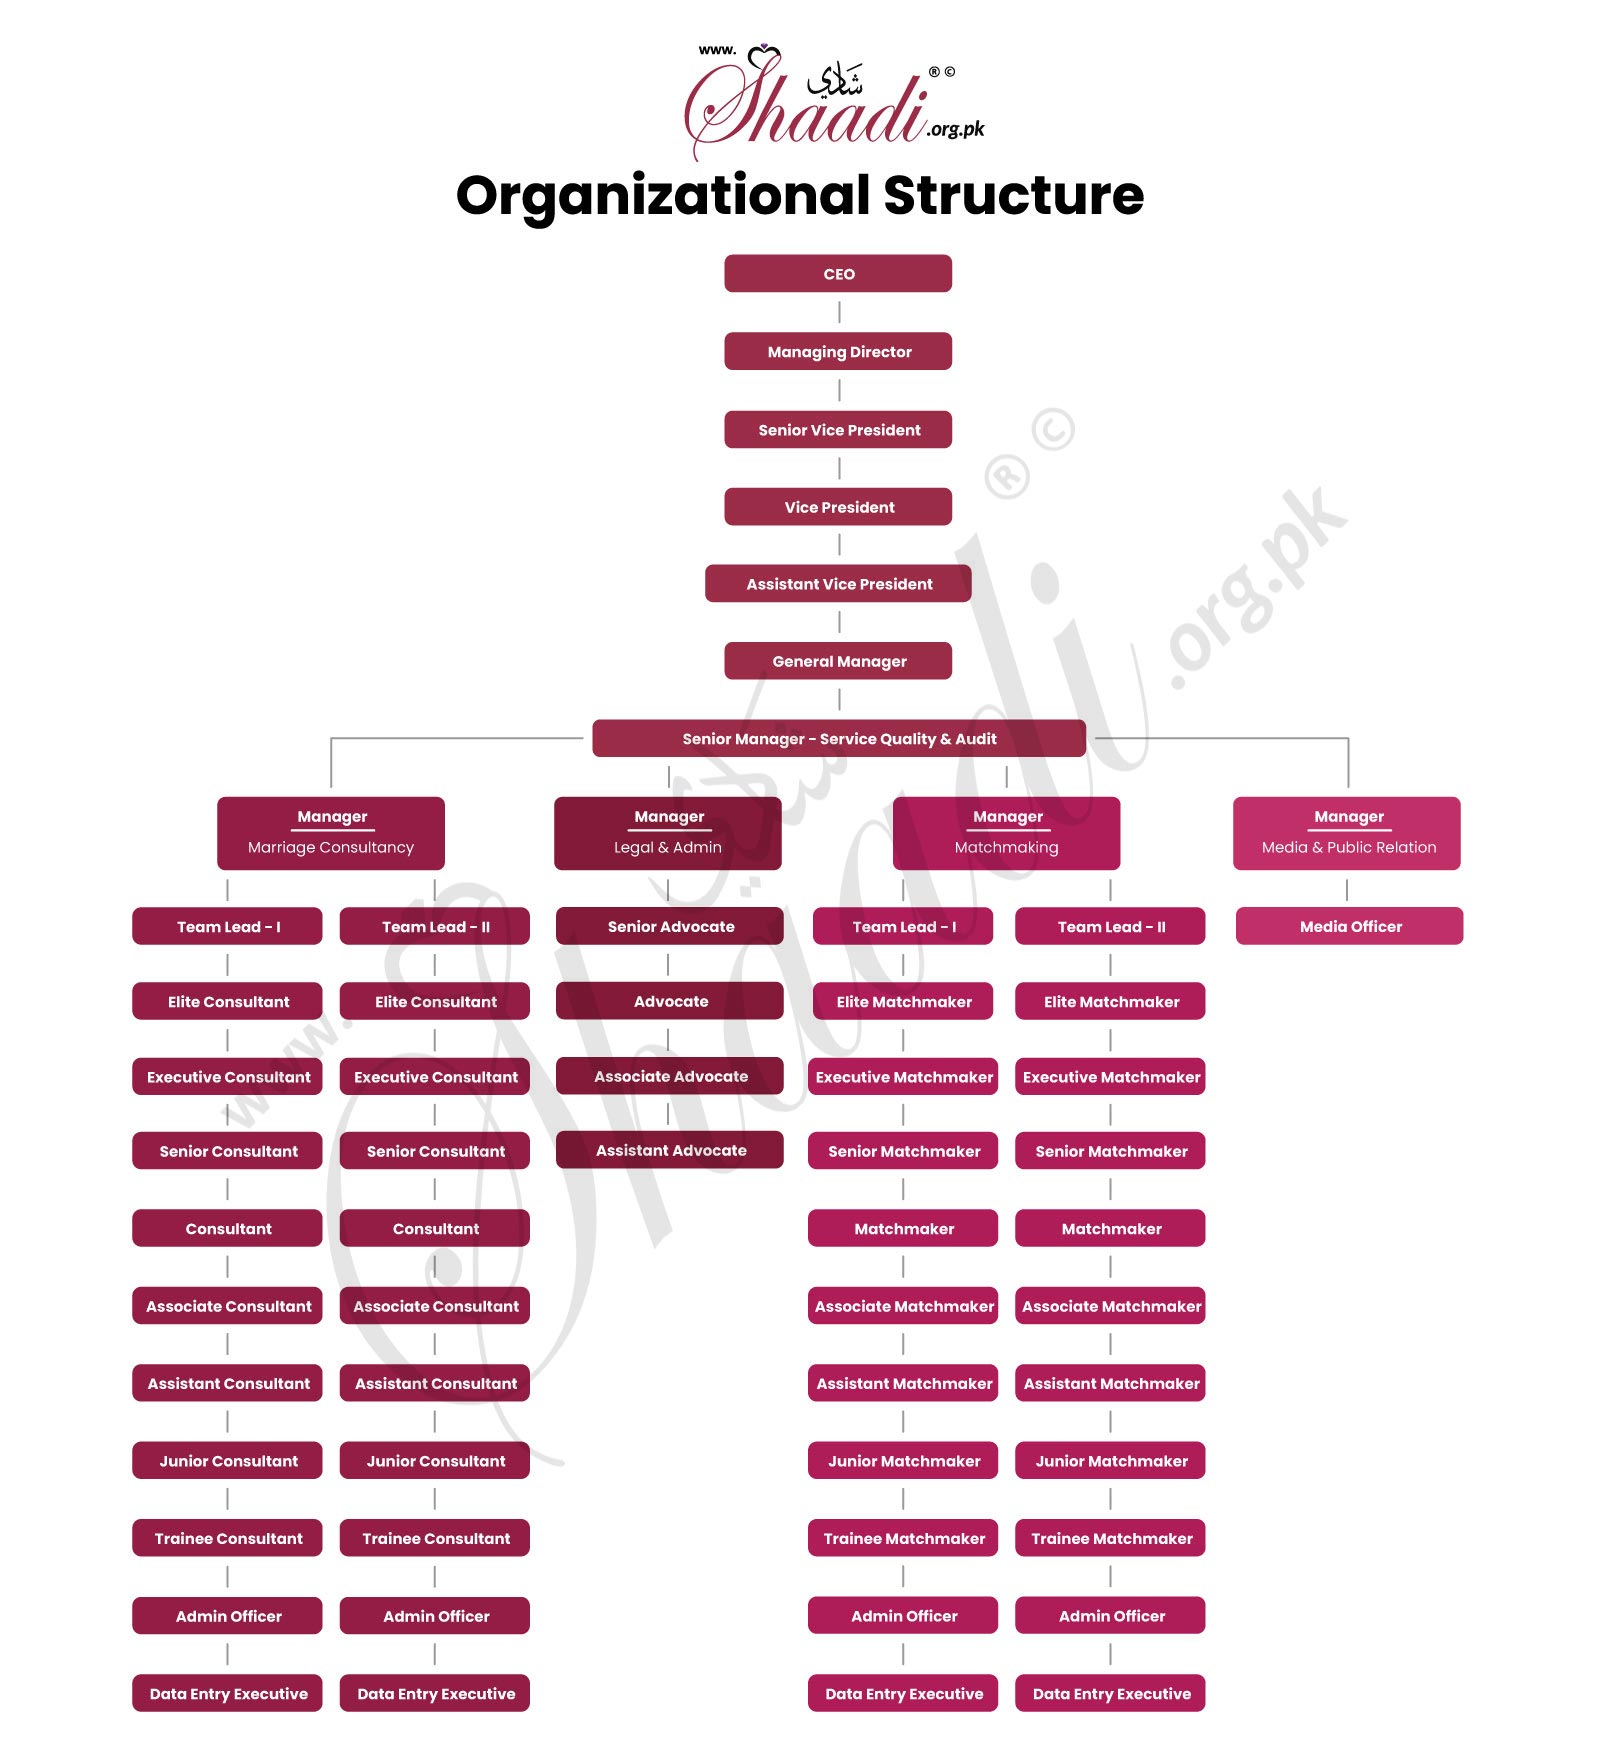 www.
شَادِي
Shaadi.org.pk ® ©
Organizational Structure
CEO
Managing Director
Senior Vice President
Vice President
Assistant Vice President
General Manager
Senior Manager - Service Quality & Audit
Manager
Marriage Consultancy
Manager
Legal & Admin
Manager
Matchmaking
Manager
Media & Public Relation
Team Lead - I
Elite Consultant
Executive Consultant
Senior Consultant
Consultant
Associate Consultant
Assistant Consultant
Junior Consultant
Trainee Consultant
Admin Officer
Data Entry Executive
Team Lead - II
Elite Consultant
Executive Consultant
Senior Consultant
Consultant
Associate Consultant
Assistant Consultant
Junior Consultant
Trainee Consultant
Admin Officer
Data Entry Executive
Senior Advocate
Advocate
Associate Advocate
Assistant Advocate
Team Lead - I
Elite Matchmaker
Executive Matchmaker
Senior Matchmaker
Matchmaker
Associate Matchmaker
Assistant Matchmaker
Junior Matchmaker
Trainee Matchmaker
Admin Officer
Data Entry Executive
Team Lead - II
Elite Matchmaker
Executive Matchmaker
Senior Matchmaker
Matchmaker
Associate Matchmaker
Assistant Matchmaker
Junior Matchmaker
Trainee Matchmaker
Admin Officer
Data Entry Executive
Media Officer
www.
شادي
Shaadi.org.pk ® ©